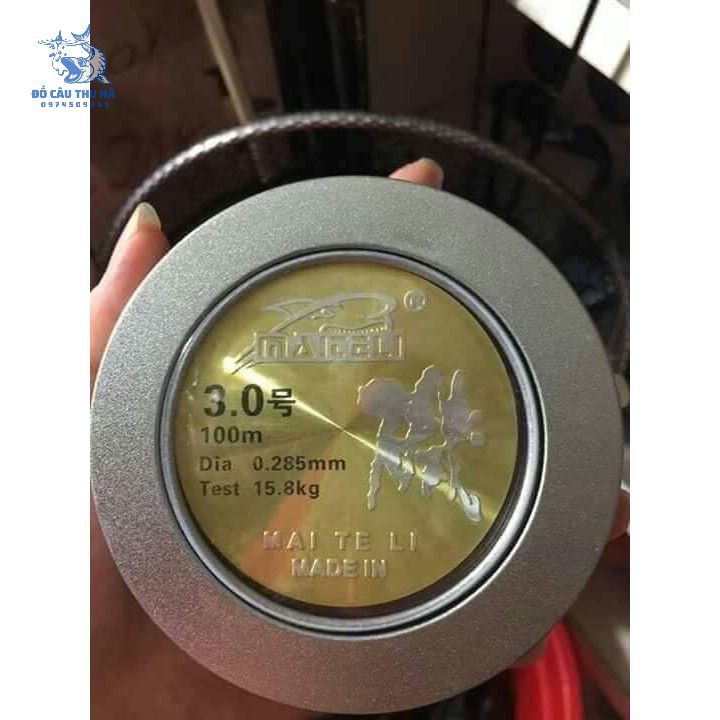 ĐỒ CÂU THU HÀ
0974509055
MAITELI ®
3.0号
100m
Dia 0.285mm
Test 15.8kg
MAI TE LI
MADE IN